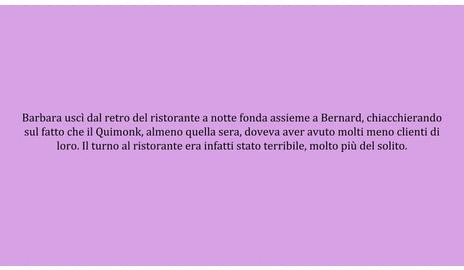 Barbara uscì dal retro del ristorante a notte fonda assieme a Bernard, chiacchierando
sul fatto che il Quimonk, almeno quella sera, doveva aver avuto molti meno clienti di
loro. Il turno al ristorante era infatti stato terribile, molto più del solito.